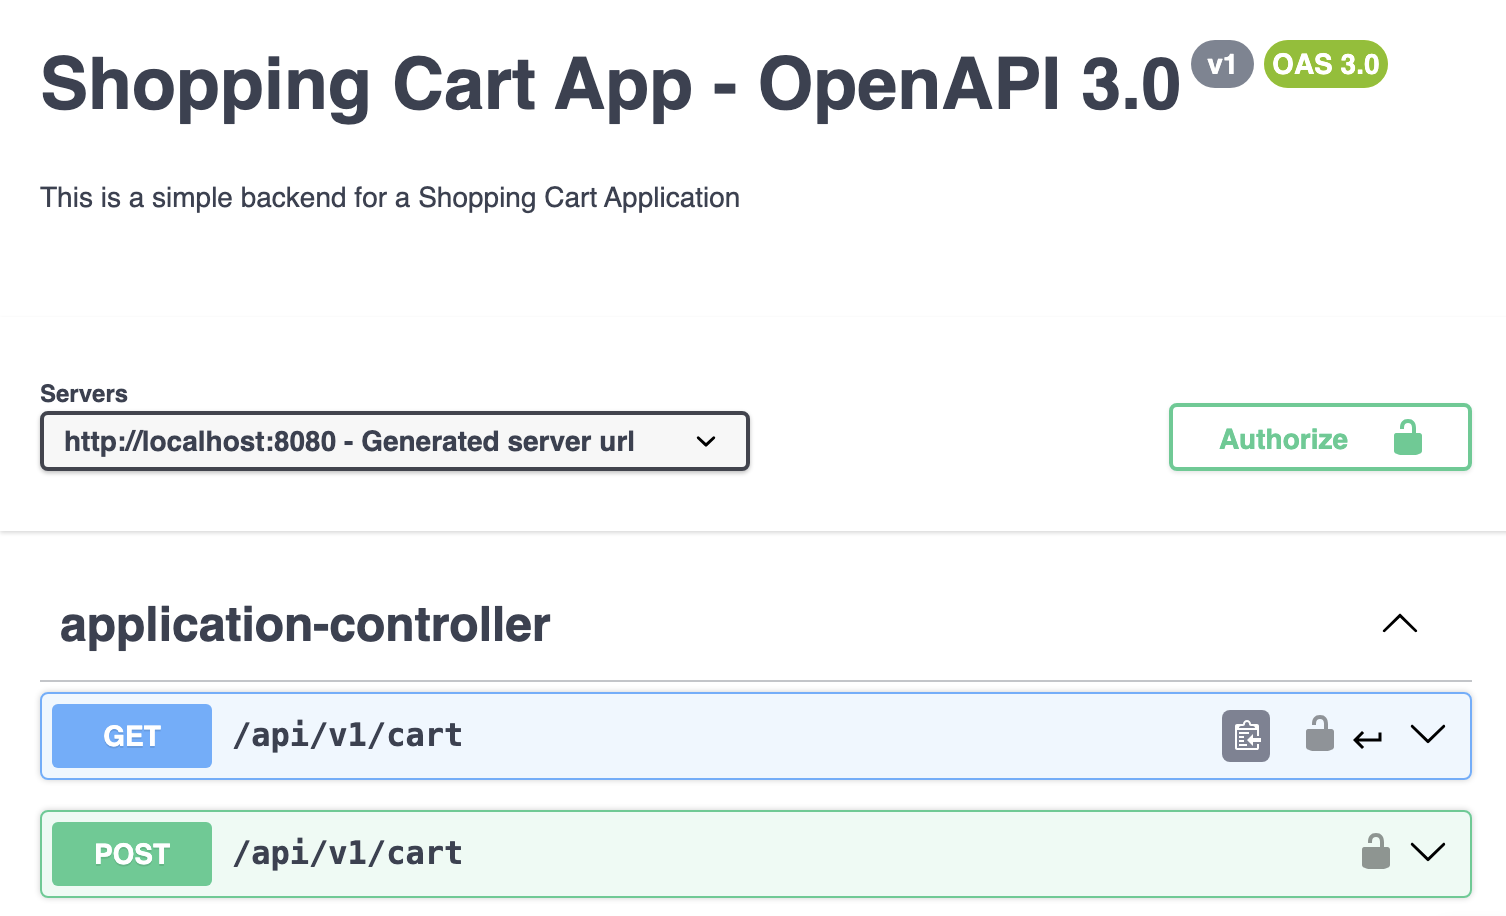 Shopping Cart App - OpenAPI 3.0 v1 OAS 3.0
This is a simple backend for a Shopping Cart Application
Servers
http://localhost:8080 - Generated server url
Authorize
application-controller
GET /api/v1/cart
POST /api/v1/cart